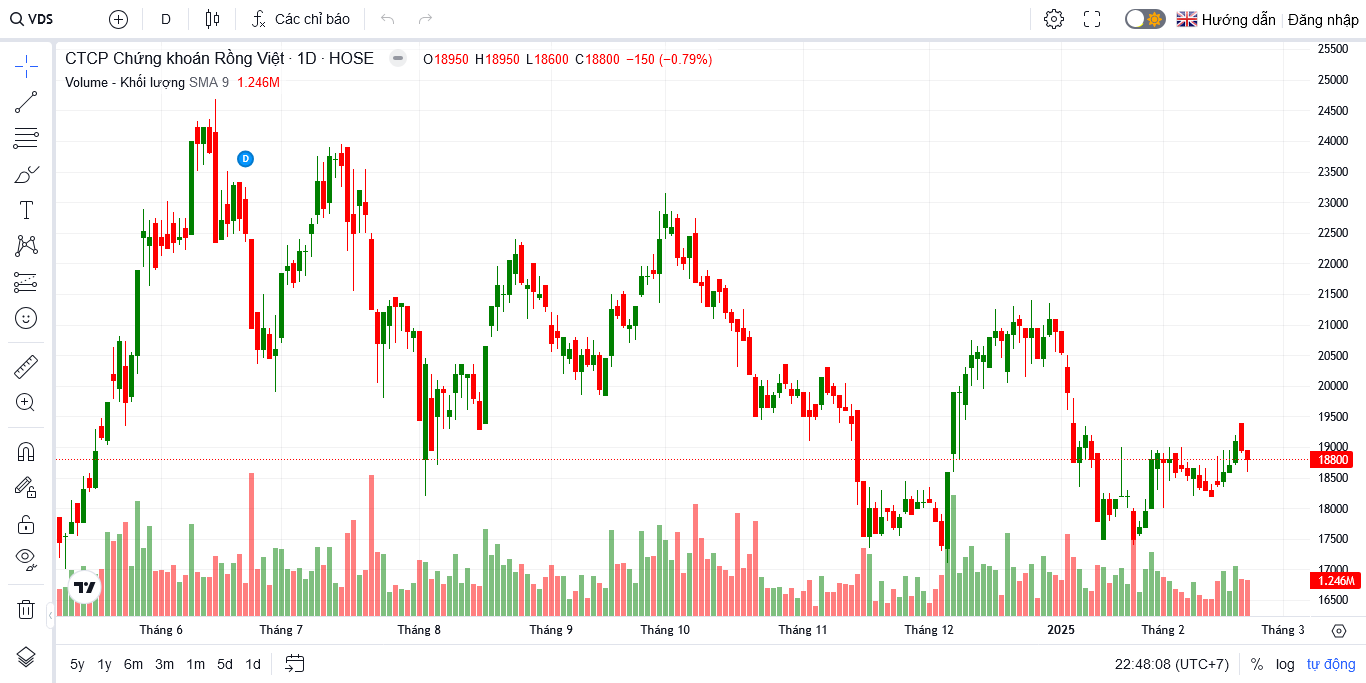 VDS D Các chỉ báo Hướng dẫn Đăng nhập
CTCP Chứng khoán Rồng Việt · 1D · HOSE O18950 H18950 L18600 C18800 −150 (−0.79%)
Volume - Khối lượng SMA 9 1.246M
D
25500
25000
24500
24000
23500
23000
22500
22000
21500
21000
20500
20000
19500
19000
18800
18500
18000
17500
17000
1.246M
16500
Tháng 6 Tháng 7 Tháng 8 Tháng 9 Tháng 10 Tháng 11 Tháng 12 2025 Tháng 2 Tháng 3
5y 1y 6m 3m 1m 5d 1d 22:48:08 (UTC+7) % log tự động